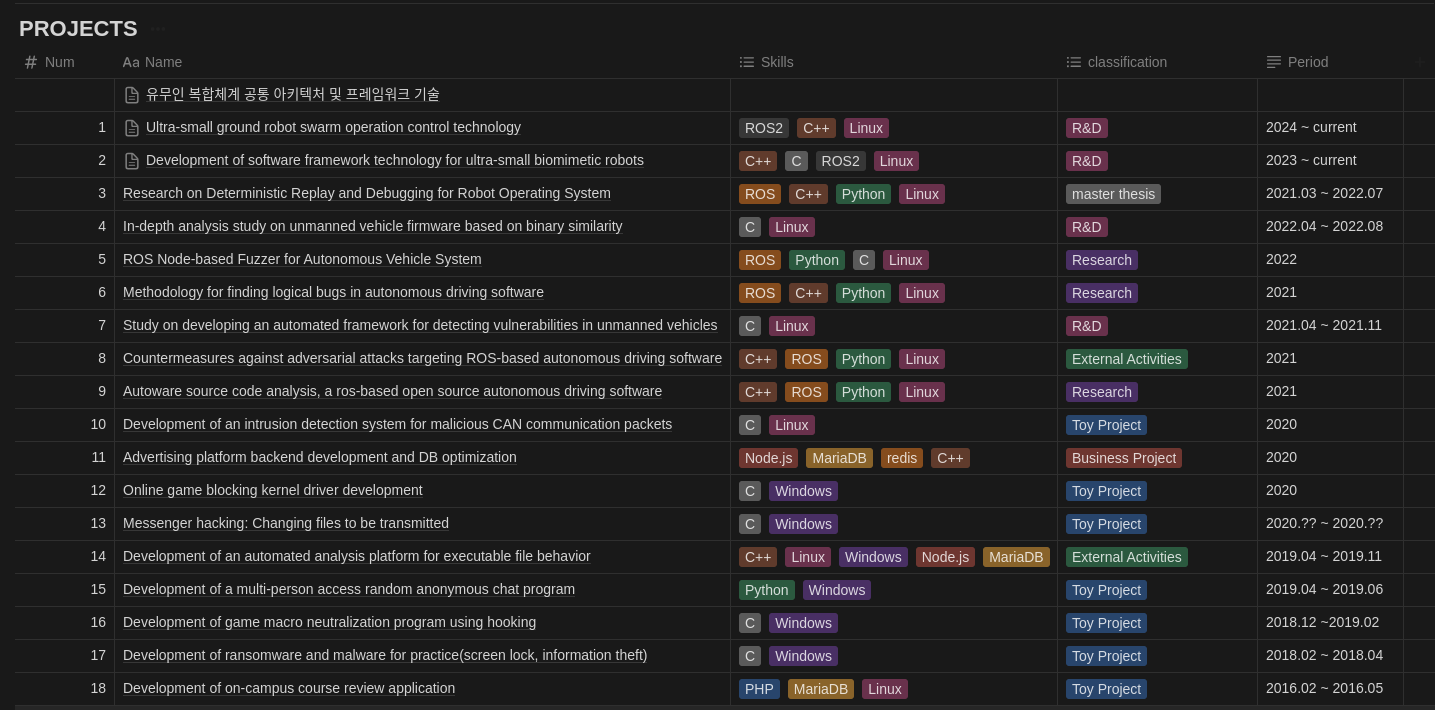 PROJECTS
Num Aa Name Skills classification Period
유무인 복합체계 공통 아키텍처 및 프레임워크 기술
1 Ultra-small ground robot swarm operation control technology ROS2 C++ Linux R&D 2024 ~ current
2 Development of software framework technology for ultra-small biomimetic robots C++ C ROS2 Linux R&D 2023 ~ current
3 Research on Deterministic Replay and Debugging for Robot Operating System ROS C++ Python Linux master thesis 2021.03 ~ 2022.07
4 In-depth analysis study on unmanned vehicle firmware based on binary similarity C Linux R&D 2022.04 ~ 2022.08
5 ROS Node-based Fuzzer for Autonomous Vehicle System ROS Python C Linux Research 2022
6 Methodology for finding logical bugs in autonomous driving software ROS C++ Python Linux Research 2021
7 Study on developing an automated framework for detecting vulnerabilities in unmanned vehicles C Linux R&D 2021.04 ~ 2021.11
8 Countermeasures against adversarial attacks targeting ROS-based autonomous driving software C++ ROS Python Linux External Activities 2021
9 Autoware source code analysis, a ros-based open source autonomous driving software C++ ROS Python Linux Research 2021
10 Development of an intrusion detection system for malicious CAN communication packets C Linux Toy Project 2020
11 Advertising platform backend development and DB optimization Node.js MariaDB redis C++ Business Project 2020
12 Online game blocking kernel driver development C Windows Toy Project 2020
13 Messenger hacking: Changing files to be transmitted C Windows Toy Project 2020.?? ~ 2020.??
14 Development of an automated analysis platform for executable file behavior C++ Linux Windows Node.js MariaDB External Activities 2019.04 ~ 2019.11
15 Development of a multi-person access random anonymous chat program Python Windows Toy Project 2019.04 ~ 2019.06
16 Development of game macro neutralization program using hooking C Windows Toy Project 2018.12 ~2019.02
17 Development of ransomware and malware for practice(screen lock, information theft) C Windows Toy Project 2018.02 ~ 2018.04
18 Development of on-campus course review application PHP MariaDB Linux Toy Project 2016.02 ~ 2016.05